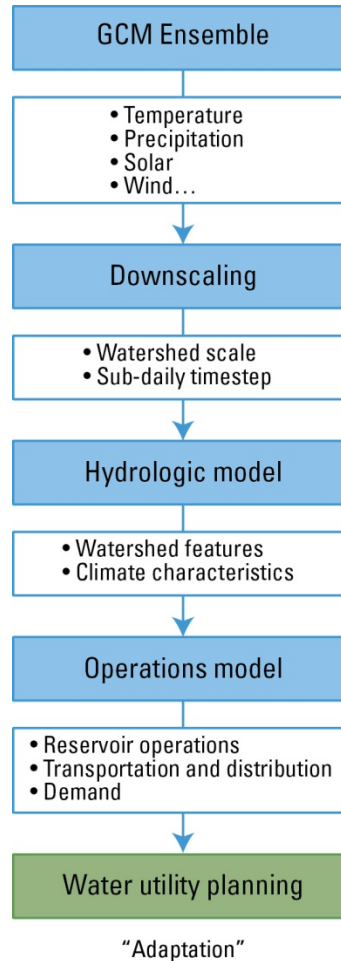 GCM Ensemble
• Temperature
• Precipitation
• Solar
• Wind…
Downscaling
• Watershed scale
• Sub-daily timestep
Hydrologic model
• Watershed features
• Climate characteristics
Operations model
• Reservoir operations
• Transportation and distribution
• Demand
Water utility planning
“Adaptation”